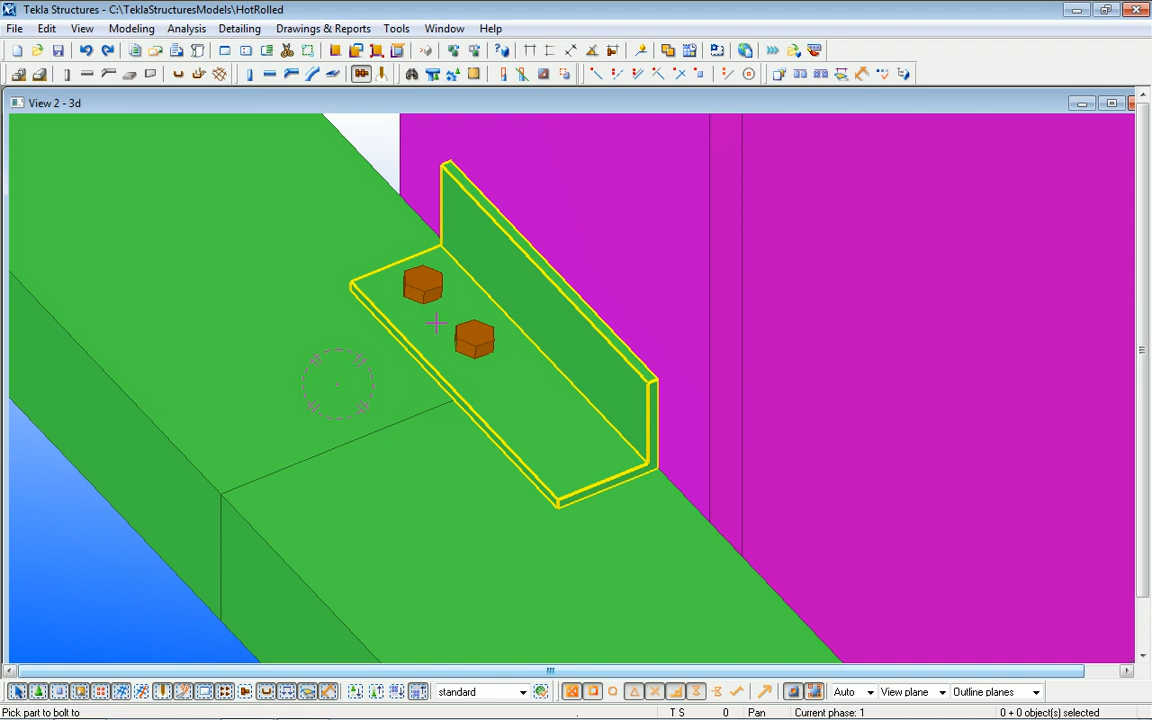 Tekla Structures - C:\TeklaStructuresModels\HotRolled
File Edit View Modeling Analysis Detailing Drawings & Reports Tools Window Help
View 2 - 3d
standard Auto View plane Outline planes
Pick part to bolt to T S 0 Pan Current phase: 1 0 + 0 object(s) selected